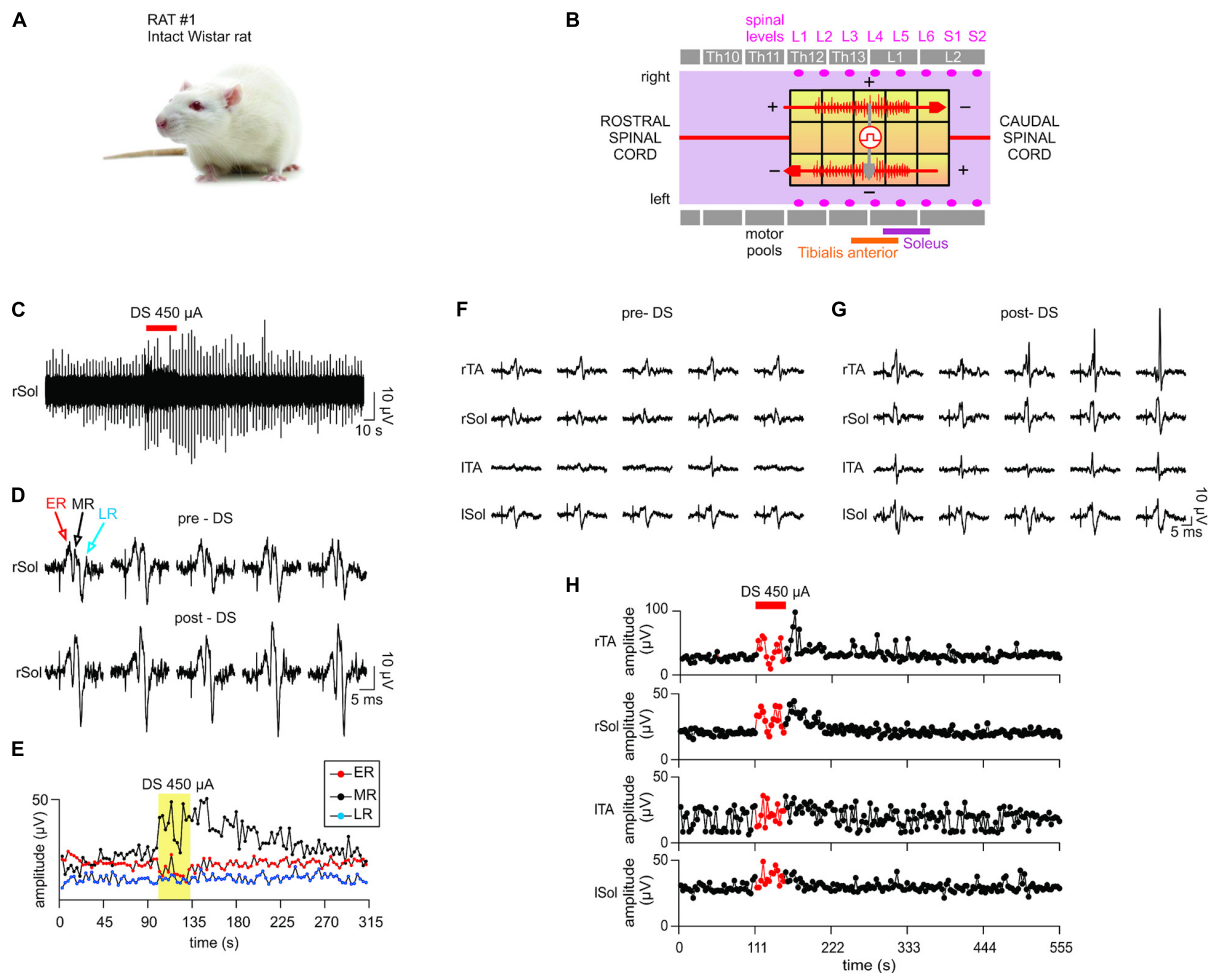 A
RAT #1
Intact Wistar rat
B
spinal
levels
L1 L2 L3 L4 L5 L6 S1 S2
Th10 Th11 Th12 Th13 L1 L2
right
+
+
−
ROSTRAL
SPINAL
CORD
CAUDAL
SPINAL
CORD
−
+
−
left
motor
pools
Soleus
Tibialis anterior
C
DS 450 µA
rSol
10 µV
10 s
D
ER
MR
LR
pre - DS
rSol
post - DS
rSol
10 µV
5 ms
E
DS 450 µA
ER
MR
LR
amplitude (µV)
50
0
0 45 90 135 180 225 270 315
time (s)
F
pre- DS
rTA
rSol
lTA
lSol
G
post- DS
rTA
rSol
lTA
lSol
10 µV
5 ms
H
DS 450 µA
rTA
amplitude
(µV)
100
0
rSol
amplitude
(µV)
50
0
lTA
amplitude
(µV)
50
0
lSol
amplitude
(µV)
50
0
0 111 222 333 444 555
time (s)